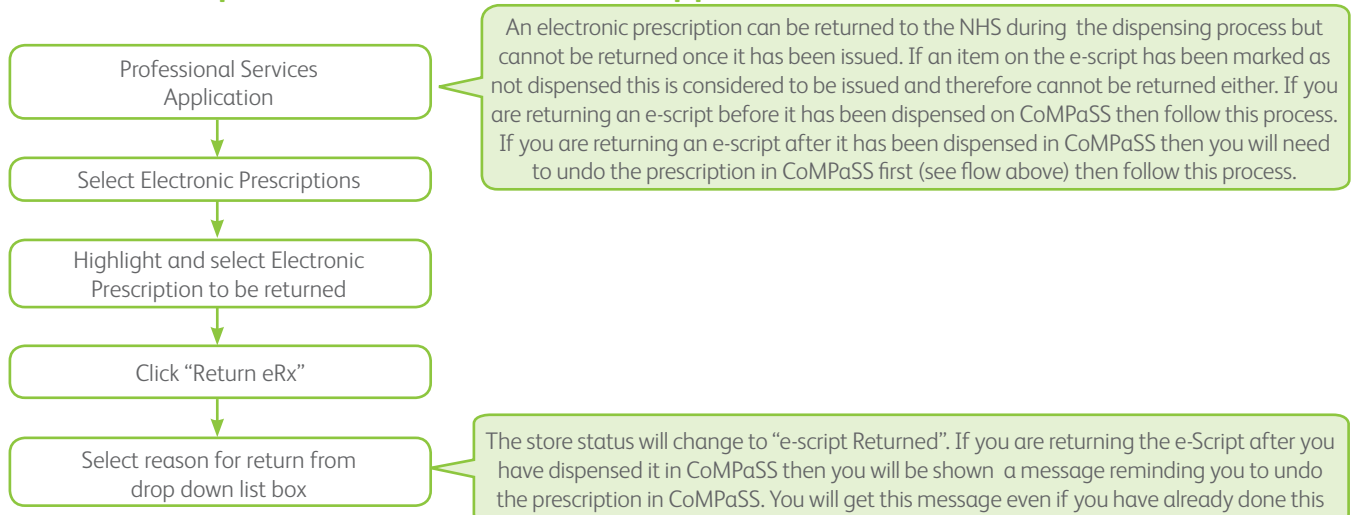 Professional Services
Application
An electronic prescription can be returned to the NHS during the dispensing process but
cannot be returned once it has been issued. If an item on the e-script has been marked as
not dispensed this is considered to be issued and therefore cannot be returned either. If you
are returning an e-script before it has been dispensed on CoMPaSS then follow this process.
If you are returning an e-script after it has been dispensed in CoMPaSS then you will need
to undo the prescription in CoMPaSS first (see flow above) then follow this process.
Select Electronic Prescriptions
Highlight and select Electronic
Prescription to be returned
Click “Return eRx”
Select reason for return from
drop down list box
The store status will change to “e-script Returned”. If you are returning the e-Script after you
have dispensed it in CoMPaSS then you will be shown a message reminding you to undo
the prescription in CoMPaSS. You will get this message even if you have already done this